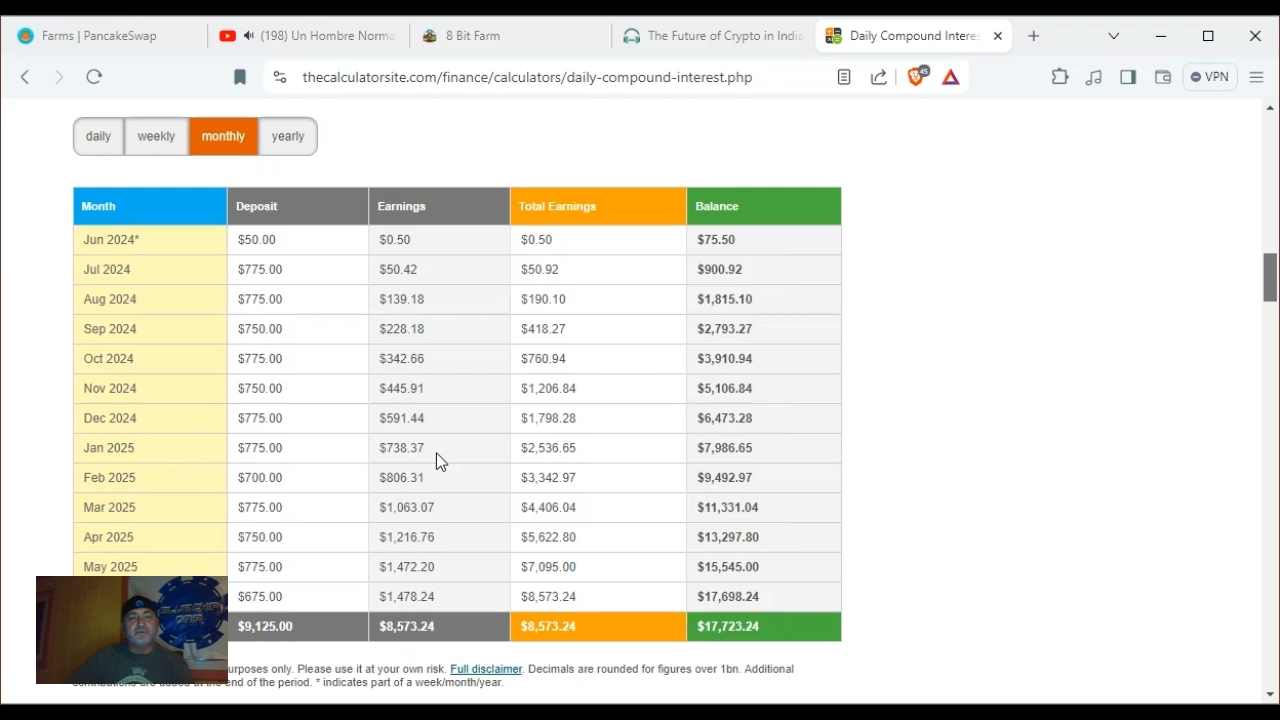 Farms | PancakeSwap
(198) Un Hombre Norma
8 Bit Farm
The Future of Crypto in India
Daily Compound Interes
thecalculatorsite.com/finance/calculators/daily-compound-interest.php
45
VPN
daily weekly monthly yearly
Month Deposit Earnings Total Earnings Balance
Jun 2024* $50.00 $0.50 $0.50 $75.50
Jul 2024 $775.00 $50.42 $50.92 $900.92
Aug 2024 $775.00 $139.18 $190.10 $1,815.10
Sep 2024 $750.00 $228.18 $418.27 $2,793.27
Oct 2024 $775.00 $342.66 $760.94 $3,910.94
Nov 2024 $750.00 $445.91 $1,206.84 $5,106.84
Dec 2024 $775.00 $591.44 $1,798.28 $6,473.28
Jan 2025 $775.00 $738.37 $2,536.65 $7,986.65
Feb 2025 $700.00 $806.31 $3,342.97 $9,492.97
Mar 2025 $775.00 $1,063.07 $4,406.04 $11,331.04
Apr 2025 $750.00 $1,216.76 $5,622.80 $13,297.80
May 2025 $775.00 $1,472.20 $7,095.00 $15,545.00
$675.00 $1,478.24 $8,573.24 $17,698.24
$9,125.00 $8,573.24 $8,573.24 $17,723.24
urposes only. Please use it at your own risk. Full disclaimer. Decimals are rounded for figures over 1bn. Additional
contributions are added at the end of the period. * indicates part of a week/month/year.